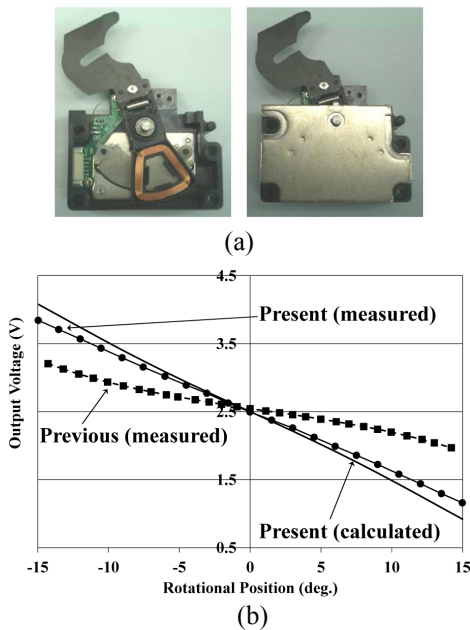 (a)
4.5
3.5
2.5
1.5
0.5
Output Voltage (V)
Present (measured)
Previous (measured)
Present (calculated)
-15 -10 -5 0 5 10 15
Rotational Position (deg.)
(b)